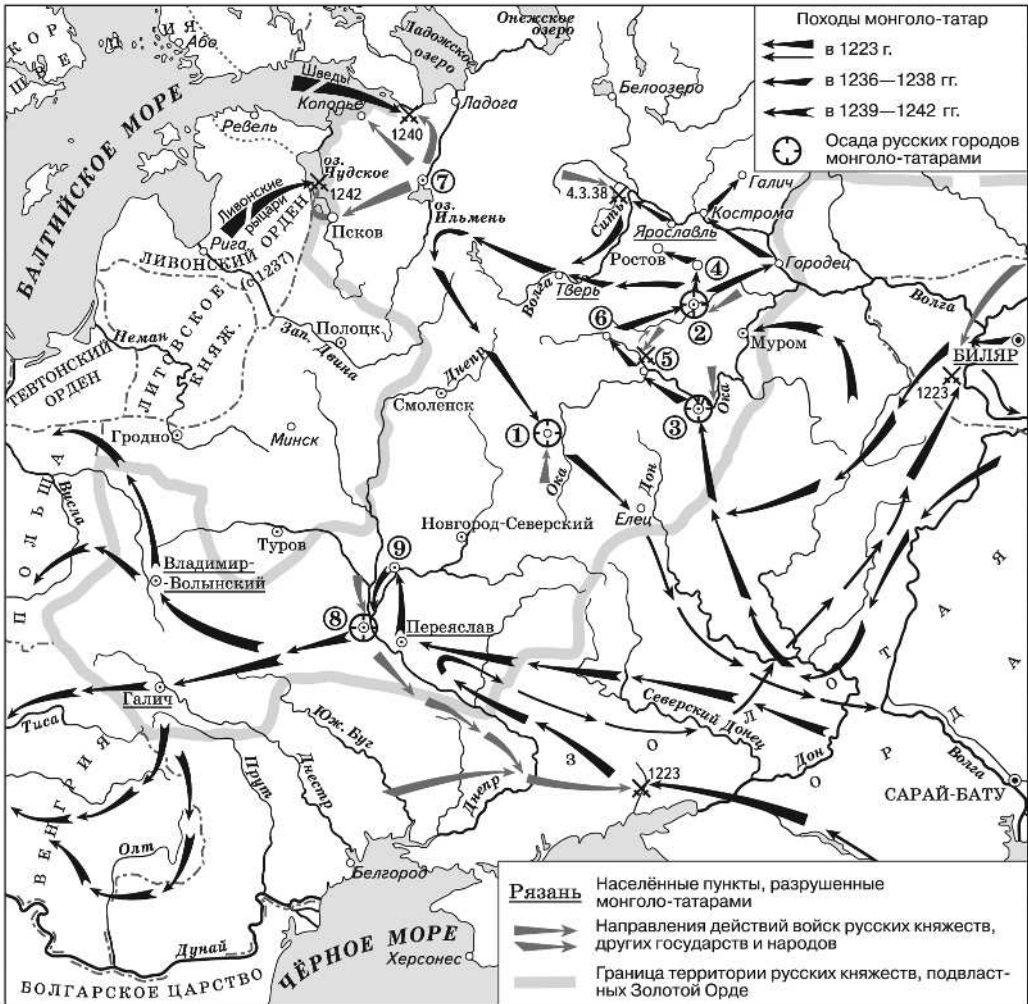 Походы монголо-татар
в 1223 г.
в 1236—1238 гг.
в 1239—1242 гг.
Осада русских городов
монголо-татарами
Онежское
озеро
Ладожское
озеро
Або
Шведы
Копорье
Ладога
Белоозеро
БАЛТИЙСКОЕ МОРЕ
Ревель
1240
оз.
Чудское
1242
7
4.3.38
Галич
Ливонские
рыцари
оз.
Ильмень
Сить
Кострома
Псков
Ярославль
Рига
ЛИВОНСКИЙ ОРДЕН
(с 1237)
Ростов
4
Городец
Волга
Тверь
Волга
Неман
ЛИТОВСКОЕ
КНЯЖ.
Зап. Двина
Полоцк
6
2
ТЕВТОНСКИЙ
ОРДЕН
Днепр
5
Муром
БИЛЯР
1223
Смоленск
3
Ока
Гродно
Минск
1
Ока
Дон
Елец
ПОЛЬША
Висла
Новгород-Северский
Туров
9
Владимир-
Волынский
8
Переяслав
Галич
Тиса
Юж. Буг
Северский Донец
ЗОЛОТАЯ
ОРДА
Дон
Волга
ВЕНГРИЯ
Прут
Днестр
Днепр
1223
САРАЙ-БАТУ
Олт
Белгород
Дунай
ЧЁРНОЕ МОРЕ
Херсонес
БОЛГАРСКОЕ ЦАРСТВО
Рязань
Населённые пункты, разрушенные
монголо-татарами
Направления действий войск русских княжеств,
других государств и народов
Граница территории русских княжеств, подвласт-
ных Золотой Орде